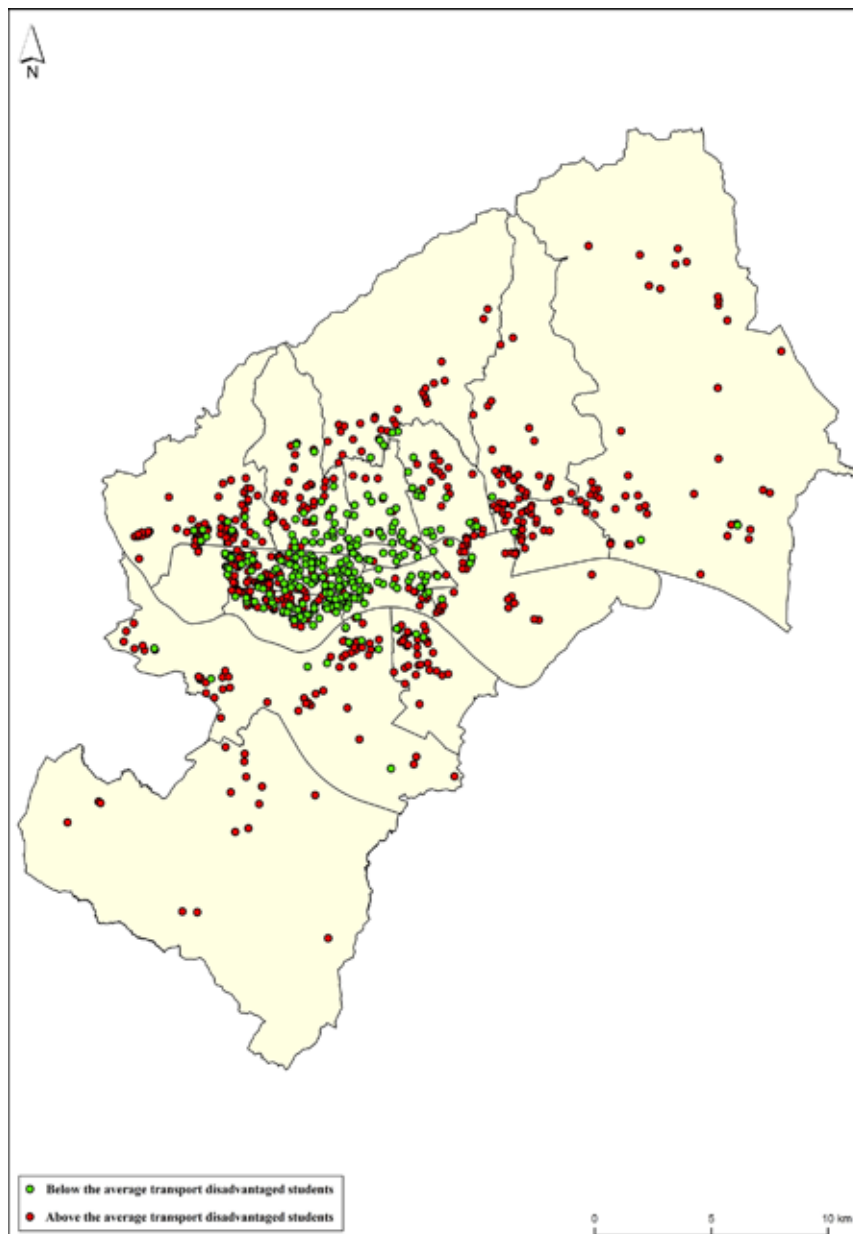 N
Below the average transport disadvantaged students
Above the average transport disadvantaged students
0 5 10 km